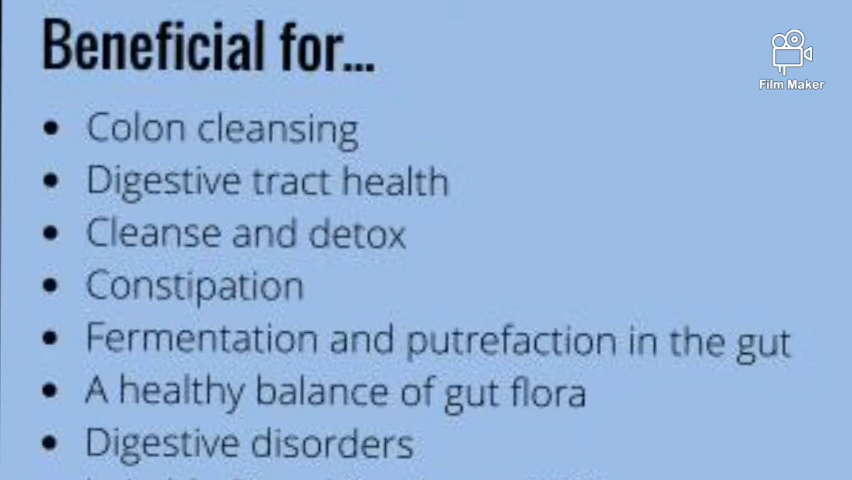 Beneficial for...
Film Maker
• Colon cleansing
• Digestive tract health
• Cleanse and detox
• Constipation
• Fermentation and putrefaction in the gut
• A healthy balance of gut flora
• Digestive disorders